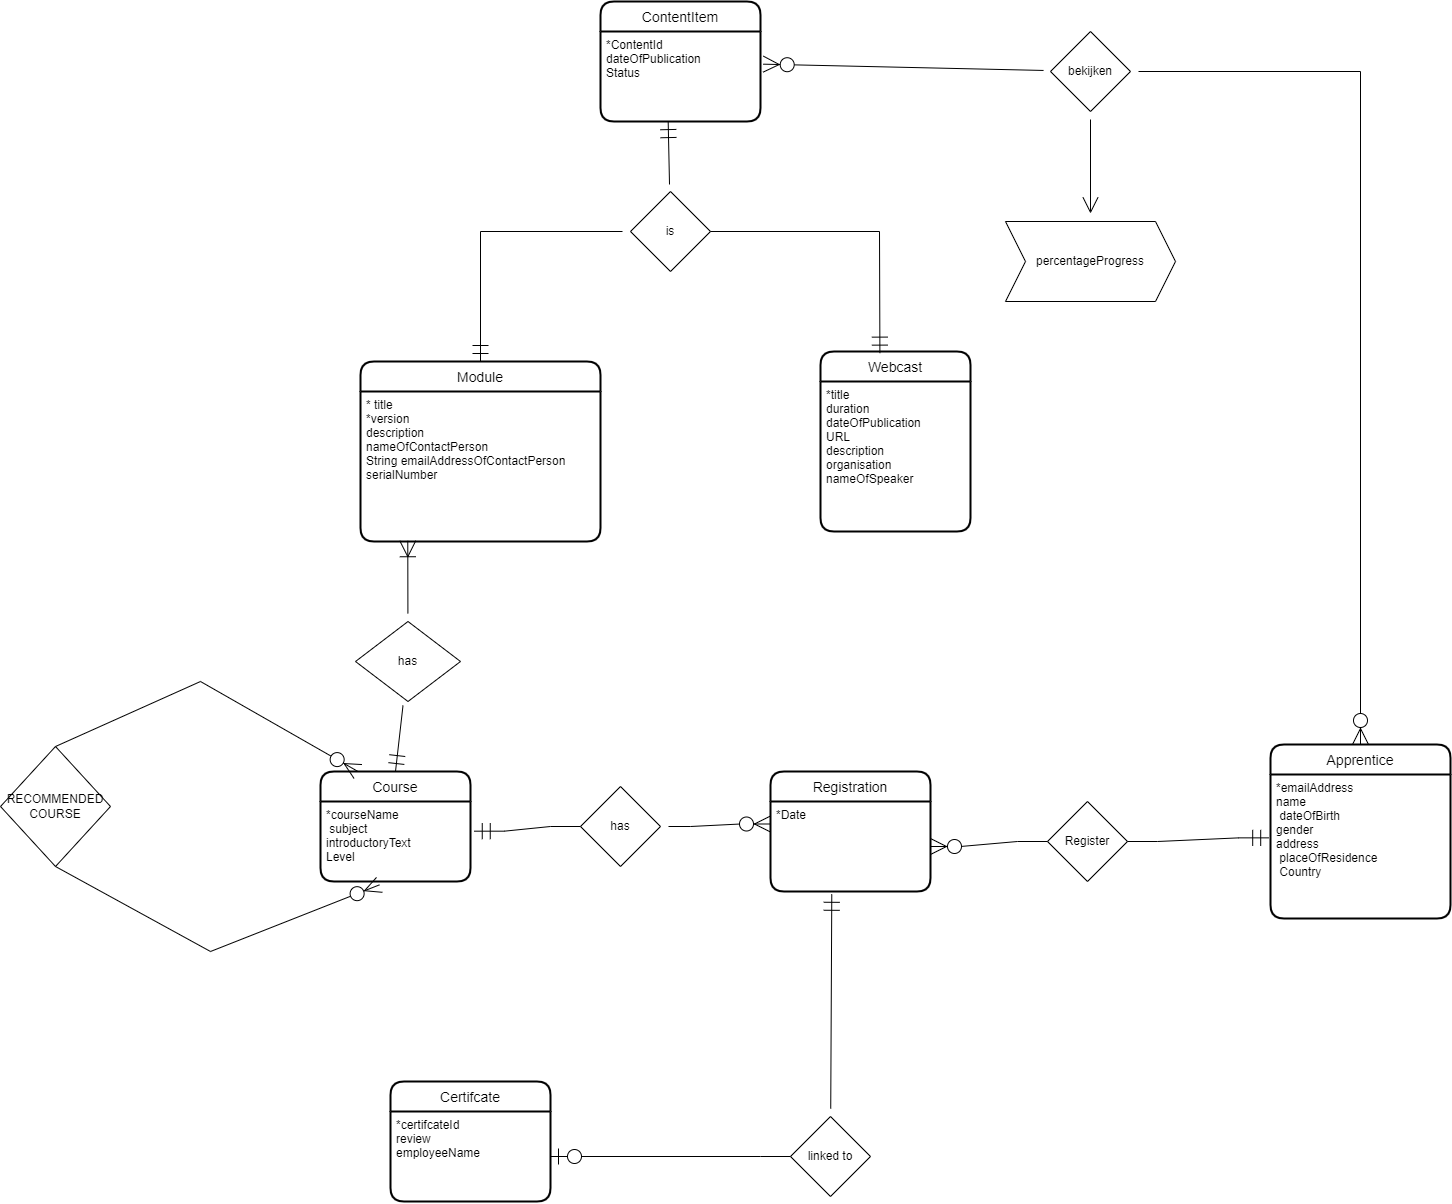 ContentItem
*ContentId
dateOfPublication
Status
bekijken
is
percentageProgress
Module
* title
*version
description
nameOfContactPerson
String emailAddressOfContactPerson
serialNumber
Webcast
*title
duration
dateOfPublication
URL
description
organisation
nameOfSpeaker
has
RECOMMENDED
COURSE
Course
*courseName
subject
introductoryText
Level
has
Registration
*Date
Register
Apprentice
*emailAddress
name
dateOfBirth
gender
address
placeOfResidence
Country
Certifcate
*certifcateId
review
employeeName
linked to